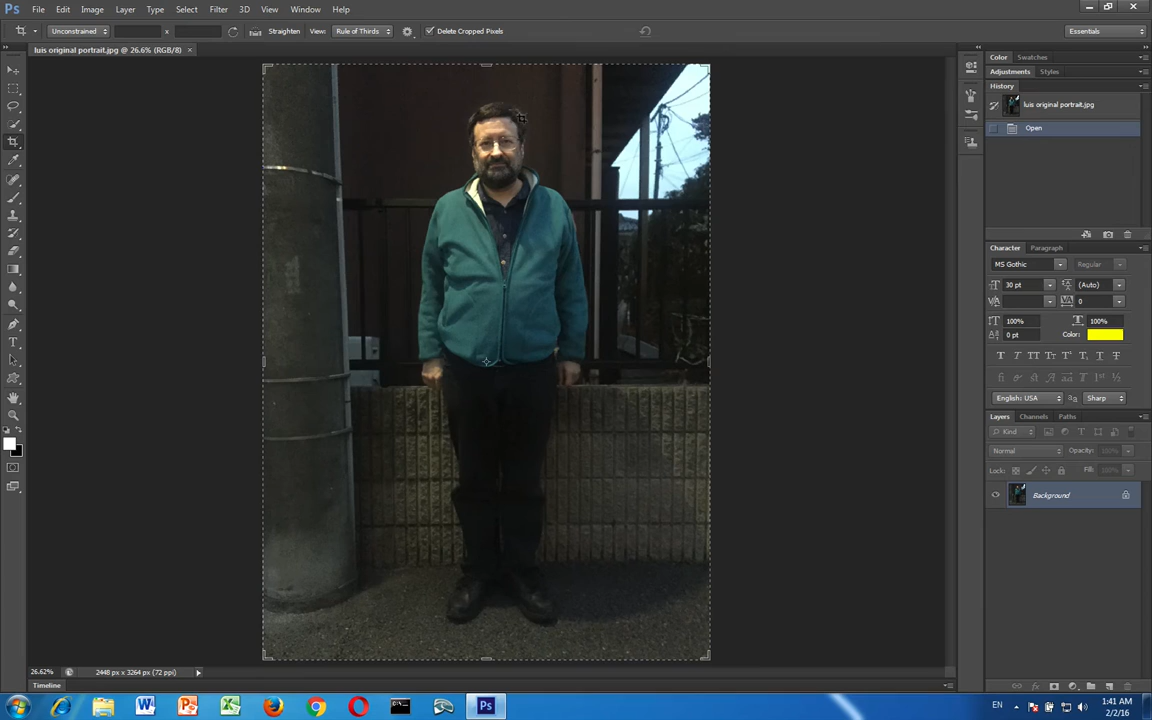 Ps File Edit Image Layer Type Select Filter 3D View Window Help
Unconstrained x Straighten View: Rule of Thirds Delete Cropped Pixels Essentials
luis original portrait.jpg @ 26.6% (RGB/8) ×
Color Swatches
Adjustments Styles
History
luis original portrait.jpg
Open
Character Paragraph
MS Gothic Regular
30 pt (Auto)
0
100% 100%
0 pt Color:
English: USA Sharp
Layers Channels Paths
Kind
Normal Opacity: 100%
Lock: Fill: 100%
Background
26.62% 2448 px x 3264 px (72 ppi)
Timeline
EN 1:41 AM
2/2/16